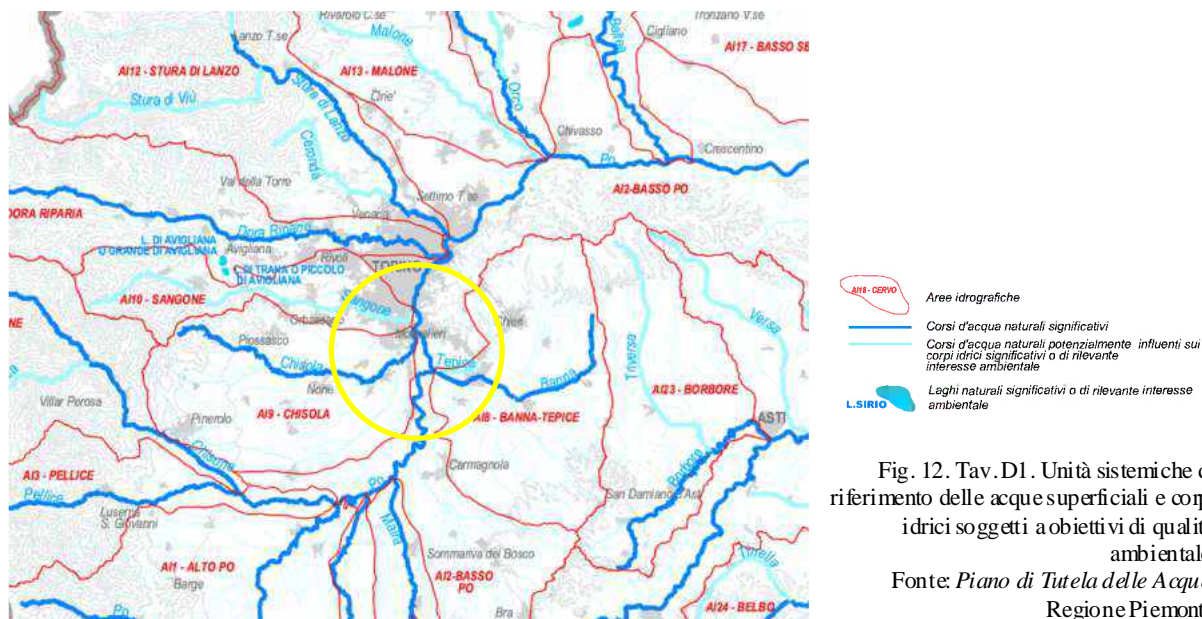 Rivarolo C.se
Tronzano V.se
Lanzo T.se
Malone
Cigliano
AI17 - BASSO SE
AI12 - STURA DI LANZO
AI13 - MALONE
Stura di Viù
Stura di Lanzo
Cirie'
Orco
Ceronda
Chivasso
Po
Crescentino
Val della Torre
Settimo T.se
AI2-BASSO PO
DORA RIPARIA
Venaria
Dora Riparia
L. DI AVIGLIANA
O GRANDE DI AVIGLIANA
Avigliana
Rivoli
TORINO
L. DI TRANA O PICCOLO
DI AVIGLIANA
AI10 - SANGONE
Sangone
Orbassano
Moncalieri
Chieri
Versa
Piossasco
Chisola
Tepice
Banna
Triversa
None
AI23 - BORBORE
Villar Perosa
AI9 - CHISOLA
AI8 - BANNA-TEPICE
ASTI
Pinerolo
Chisone
Carmagnola
Borbore
AI3 - PELLICE
Pellice
Po
San Damiano d'Asti
Luserna
S. Giovanni
Maira
AI1 - ALTO PO
Sommariva del Bosco
Barge
AI2-BASSO
PO
Po
Bra
AI24 - BELBO
AI18 - CERVO
Aree idrografiche
Corsi d'acqua naturali significativi
Corsi d'acqua naturali potenzialmente influenti sui
corpi idrici significativi o di rilevante
interesse ambientale
Laghi naturali significativi o di rilevante interesse
L.SIRIO
ambientale
Fig. 12. Tav.D1. Unità sistemiche d
riferimento delle acque superficiali e corp
idrici soggetti a obiettivi di qualit
ambientale
Fonte: Piano di Tutela delle Acque
Regione Piemont